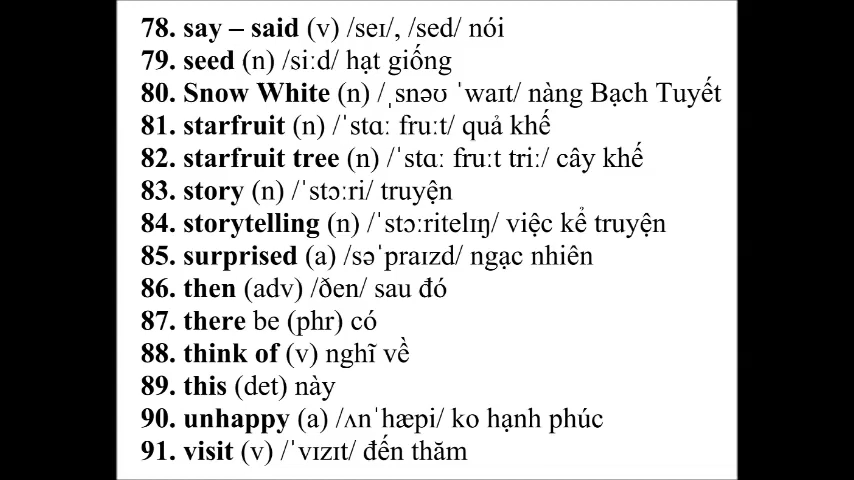 78. say – said (v) /seɪ/, /sed/ nói
79. seed (n) /siːd/ hạt giống
80. Snow White (n) /ˌsnəʊ ˈwaɪt/ nàng Bạch Tuyết
81. starfruit (n) /ˈstɑː fruːt/ quả khế
82. starfruit tree (n) /ˈstɑː fruːt triː/ cây khế
83. story (n) /ˈstɔːri/ truyện
84. storytelling (n) /ˈstɔːritelɪŋ/ việc kể truyện
85. surprised (a) /səˈpraɪzd/ ngạc nhiên
86. then (adv) /ðen/ sau đó
87. there be (phr) có
88. think of (v) nghĩ về
89. this (det) này
90. unhappy (a) /ʌnˈhæpi/ ko hạnh phúc
91. visit (v) /ˈvɪzɪt/ đến thăm